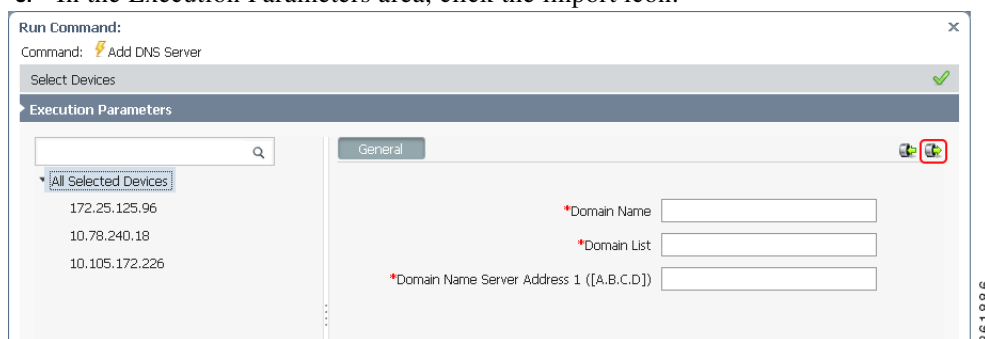 c. In the Execution Parameters area, click the import icon.
Run Command:
Command: Add DNS Server
Select Devices
Execution Parameters
General
All Selected Devices
172.25.125.96
10.78.240.18
10.105.172.226
*Domain Name
*Domain List
*Domain Name Server Address 1 ([A.B.C.D])
361886